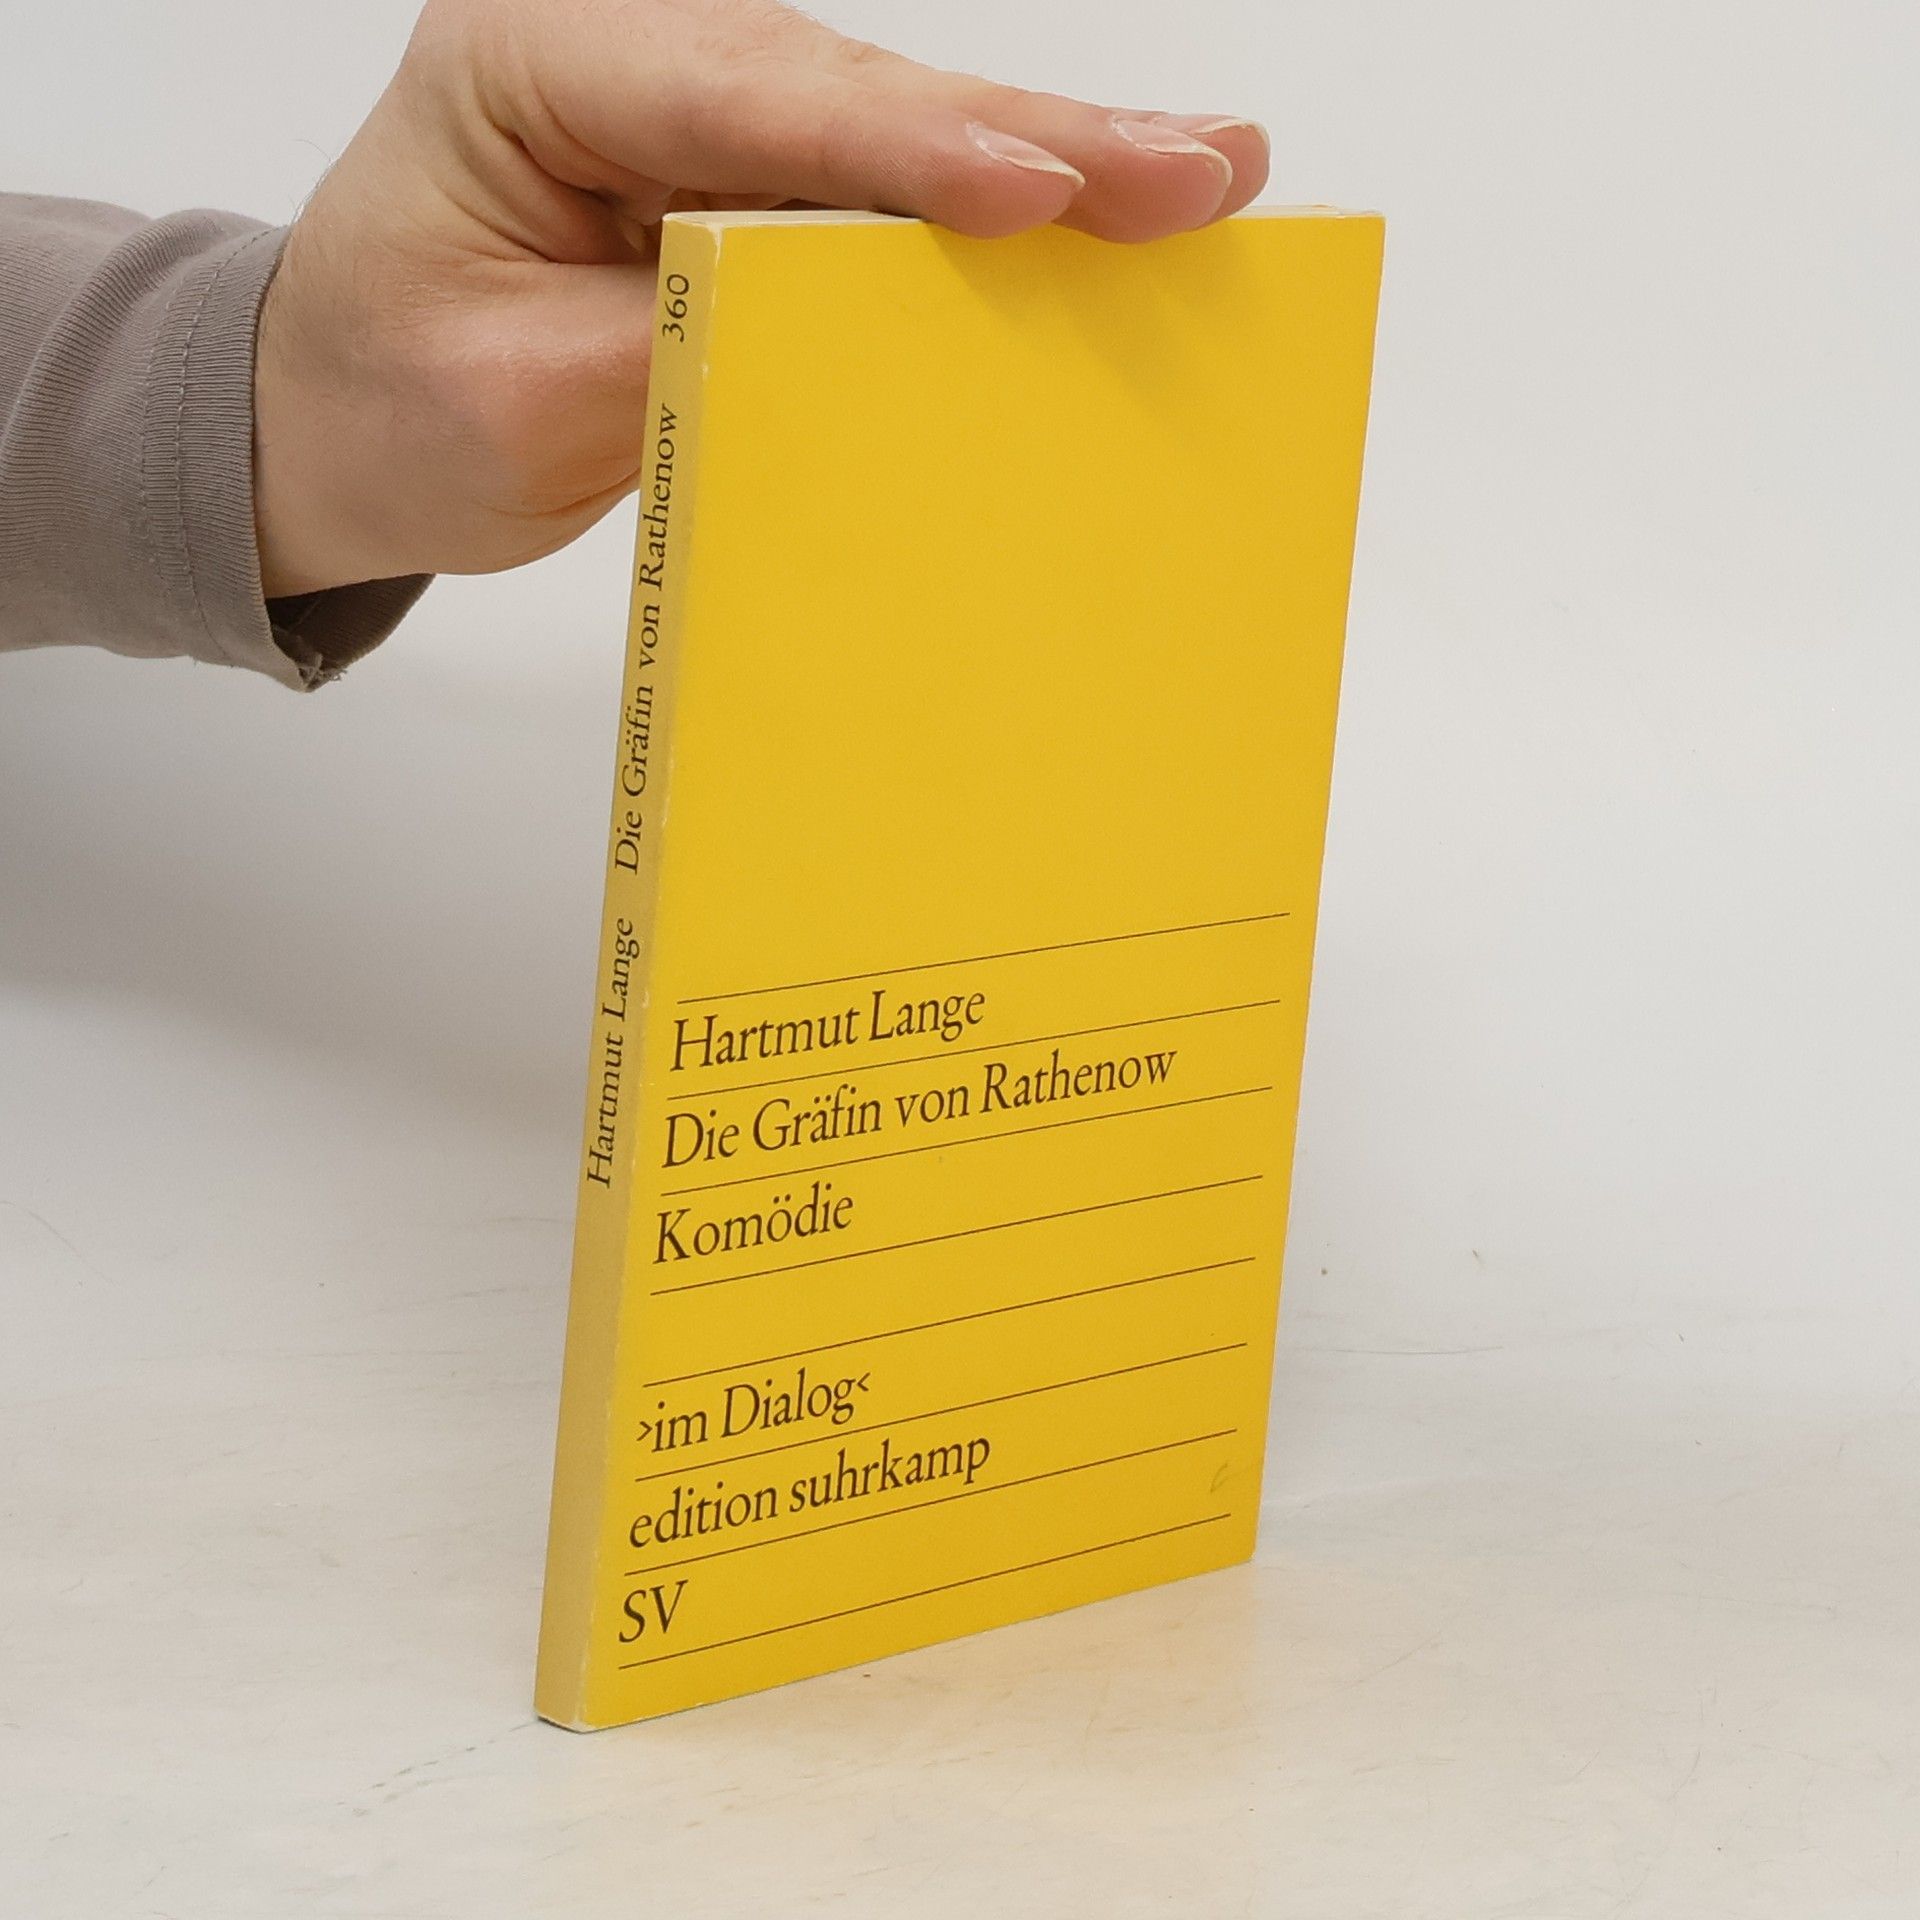 Hartmut Lange Die Gräfin von Rathenow 360
Hartmut Lange
Die Gräfin von Rathenow
Komödie
›im Dialog‹
edition suhrkamp
SV